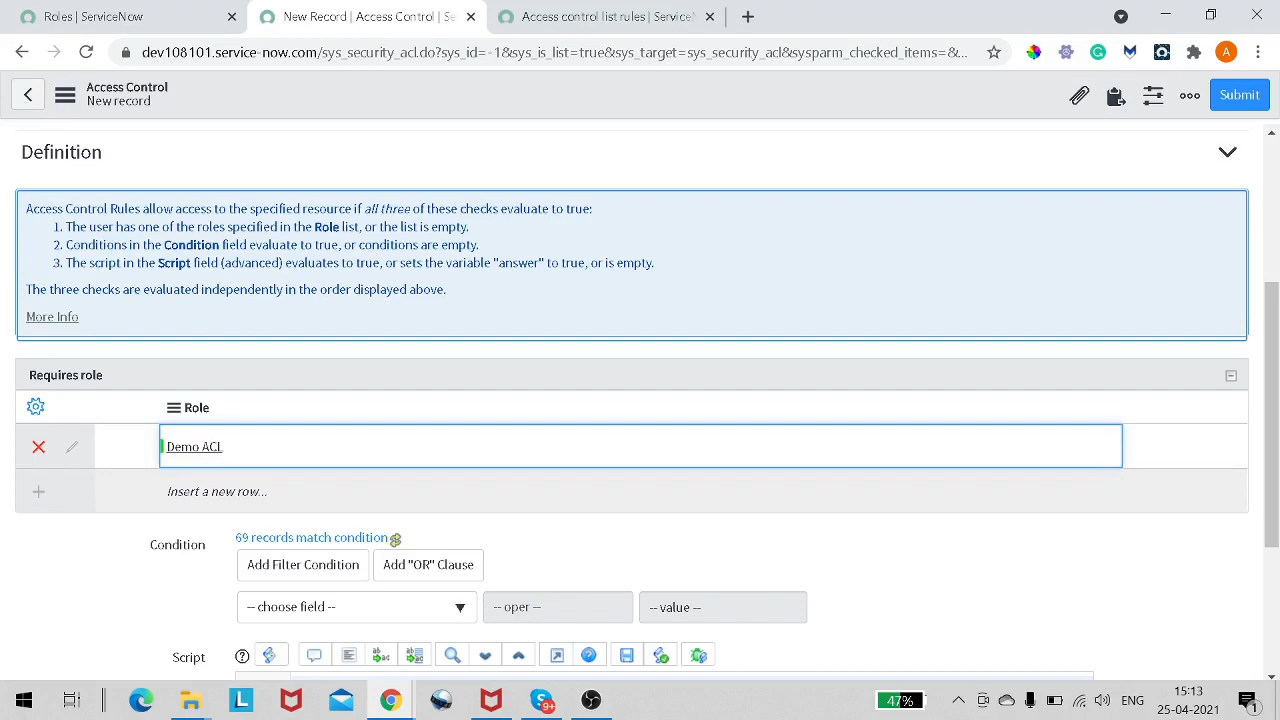 Roles | ServiceNow
New Record | Access Control | Se
Access control list rules | Service
dev108101.service-now.com/sys_security_acl.do?sys_id=-1&sys_is_list=true&sys_target=sys_security_acl&sysparm_checked_items=&...
A
Access Control
New record
Submit
Definition
Access Control Rules allow access to the specified resource if all three of these checks evaluate to true:
1. The user has one of the roles specified in the Role list, or the list is empty.
2. Conditions in the Condition field evaluate to true, or conditions are empty.
3. The script in the Script field (advanced) evaluates to true, or sets the variable "answer" to true, or is empty.
The three checks are evaluated independently in the order displayed above.
More Info
Requires role
Role
Demo ACL
Insert a new row...
Condition
69 records match condition
Add Filter Condition
Add "OR" Clause
-- choose field --
-- oper --
-- value --
Script
L
9+
47%
ENG
15:13
25-04-2021
1